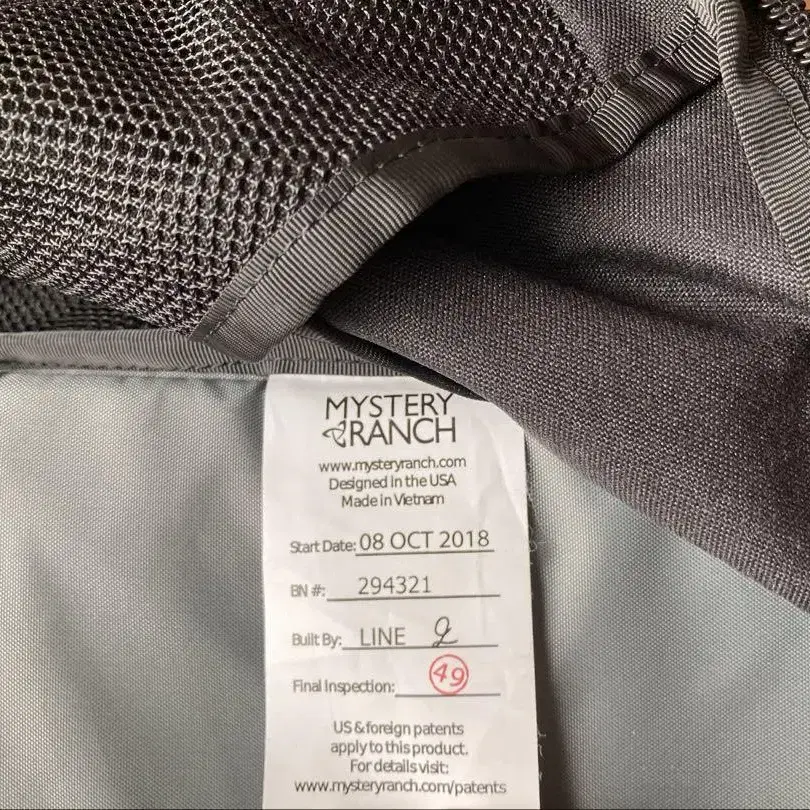 MYSTERY
RANCH
www.mysteryranch.com
Designed in the USA
Made in Vietnam
Start Date: 08 OCT 2018
BN #: 294321
Built By: LINE 2
Final Inspection: 49
US & foreign patents
apply to this product.
For details visit:
www.mysteryranch.com/patents